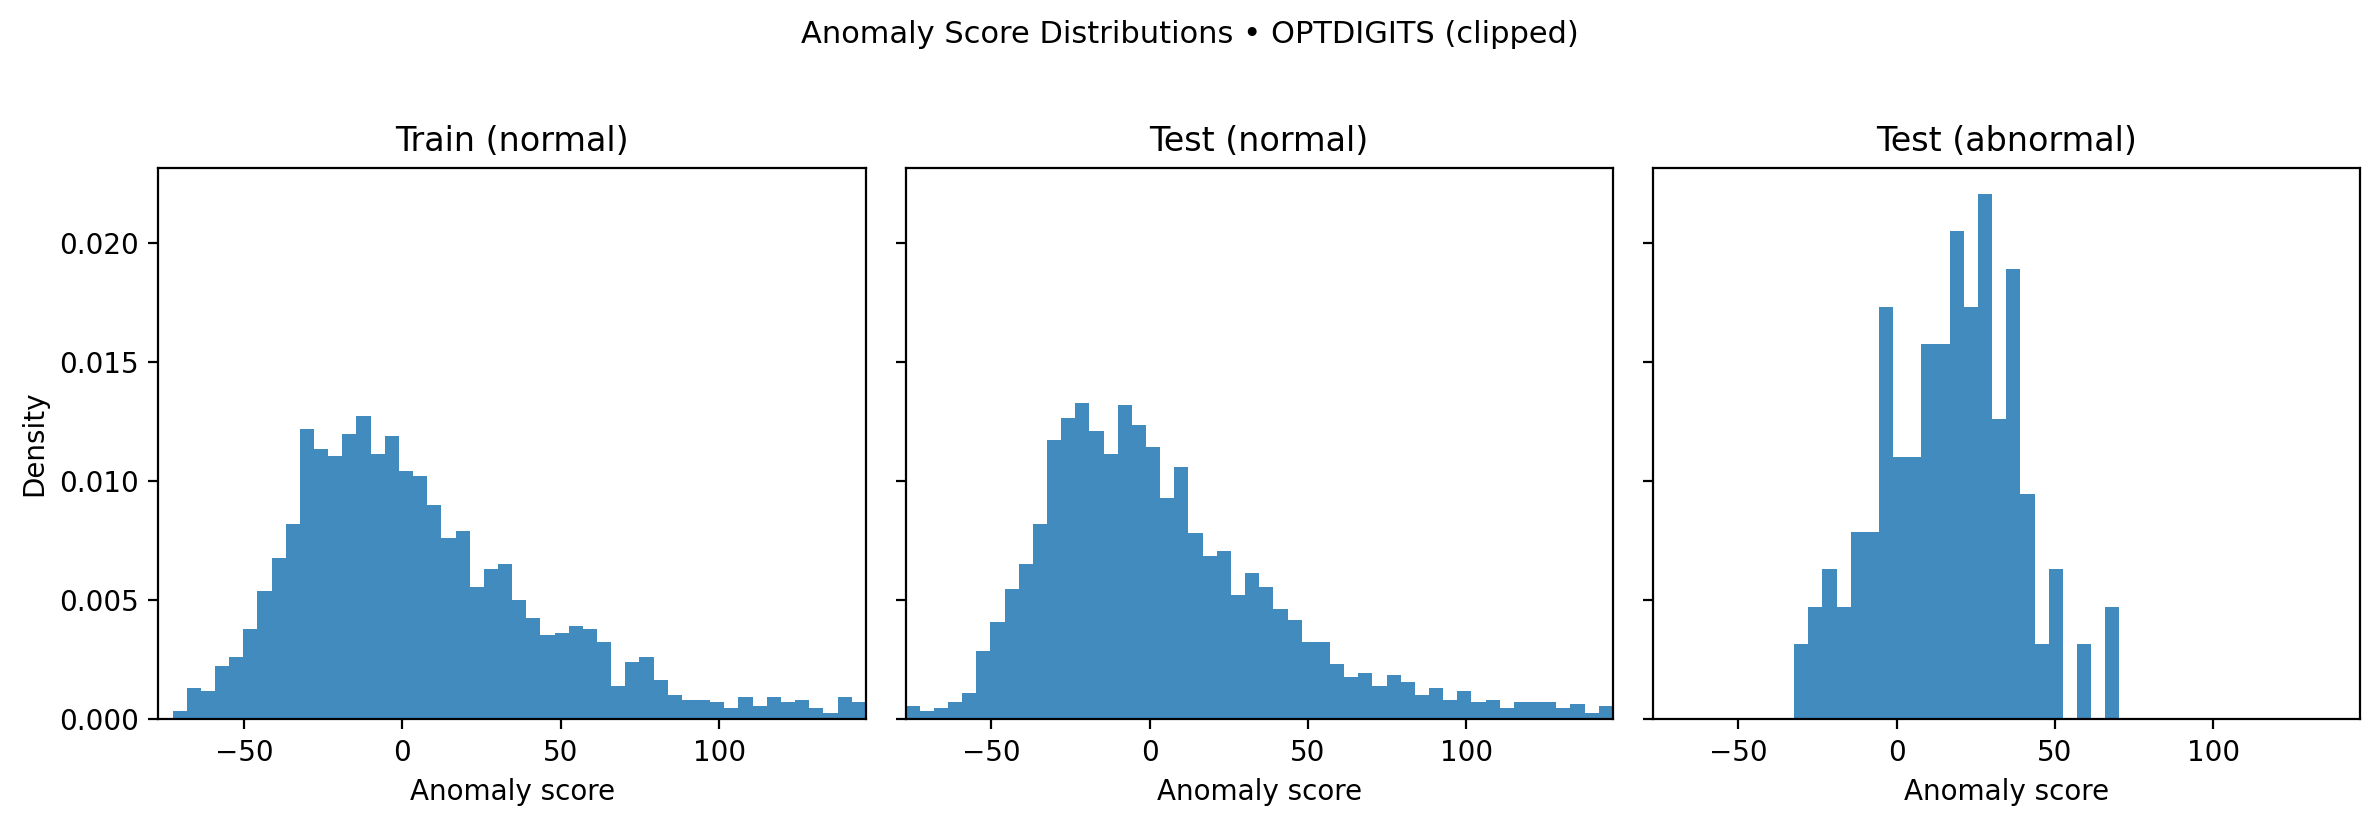 Anomaly Score Distributions • OPTDIGITS (clipped)
Train (normal)
Test (normal)
Test (abnormal)
Density
0.020
0.015
0.010
0.005
0.000
−50 0 50 100
−50 0 50 100
−50 0 50 100
Anomaly score
Anomaly score
Anomaly score